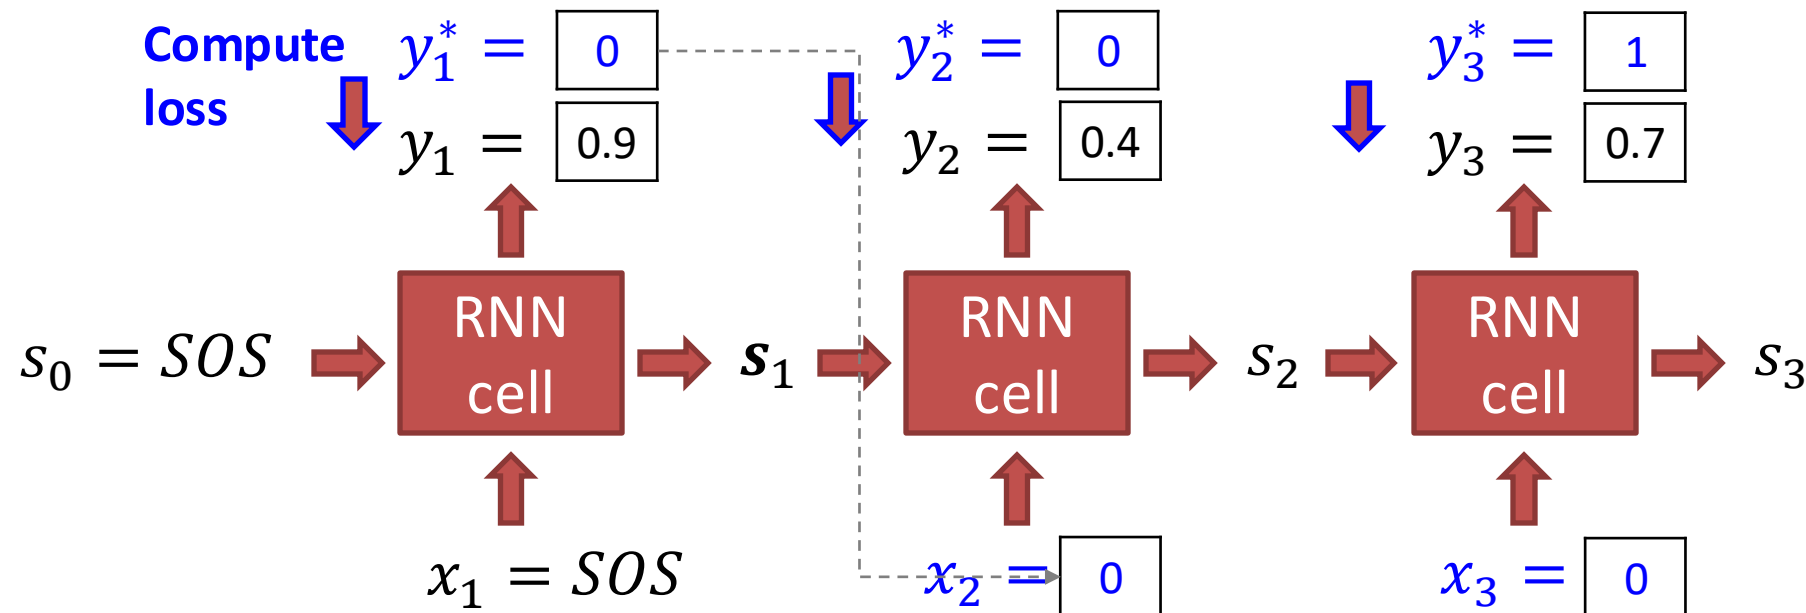 Compute loss
y₁* = 0
y₁ = 0.9
y₂* = 0
y₂ = 0.4
y₃* = 1
y₃ = 0.7
s₀ = SOS
RNN cell
s₁
RNN cell
s₂
RNN cell
s₃
x₁ = SOS
x₂ = 0
x₃ = 0